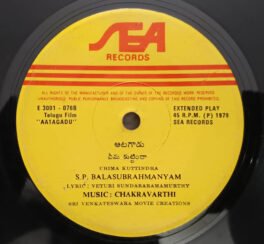 SEA
RECORDS
ALL RIGHTS OF THE MANUFACTURER AND OF THE OWNER OF THE RECORDED WORK RESERVED
UNAUTHORISED PUBLIC PERFORMANCE BROADCASTING AND COPYING OF THIS RECORD PROHIBITED.
E 3001 - 076B
Telugu Film
"AATAGADU"
EXTENDED PLAY
45 R.P.M. (P) 1979
SEA RECORDS
ఆటగాడు
చీమ కుట్టిందా
CHIMA KUTTINDHA
S.P. BALASUBRAHMANYAM
LYRIC: VETURI SUNDARARAMAMURTHY
MUSIC: CHAKRAVARTHI
SRI VENKATESWARA MOVIE CREATIONS